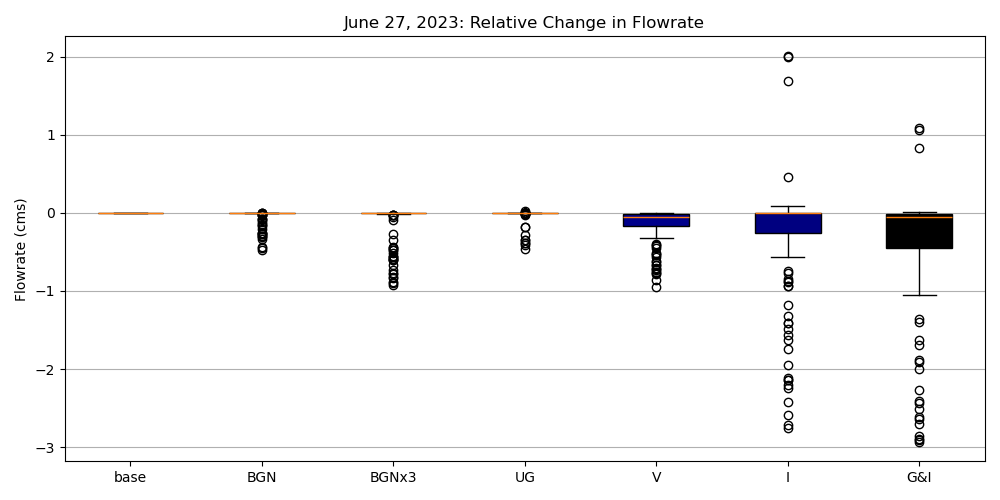 June 27, 2023: Relative Change in Flowrate
Flowrate (cms)
2
1
0
−1
−2
−3
base BGN BGNx3 UG V I G&I